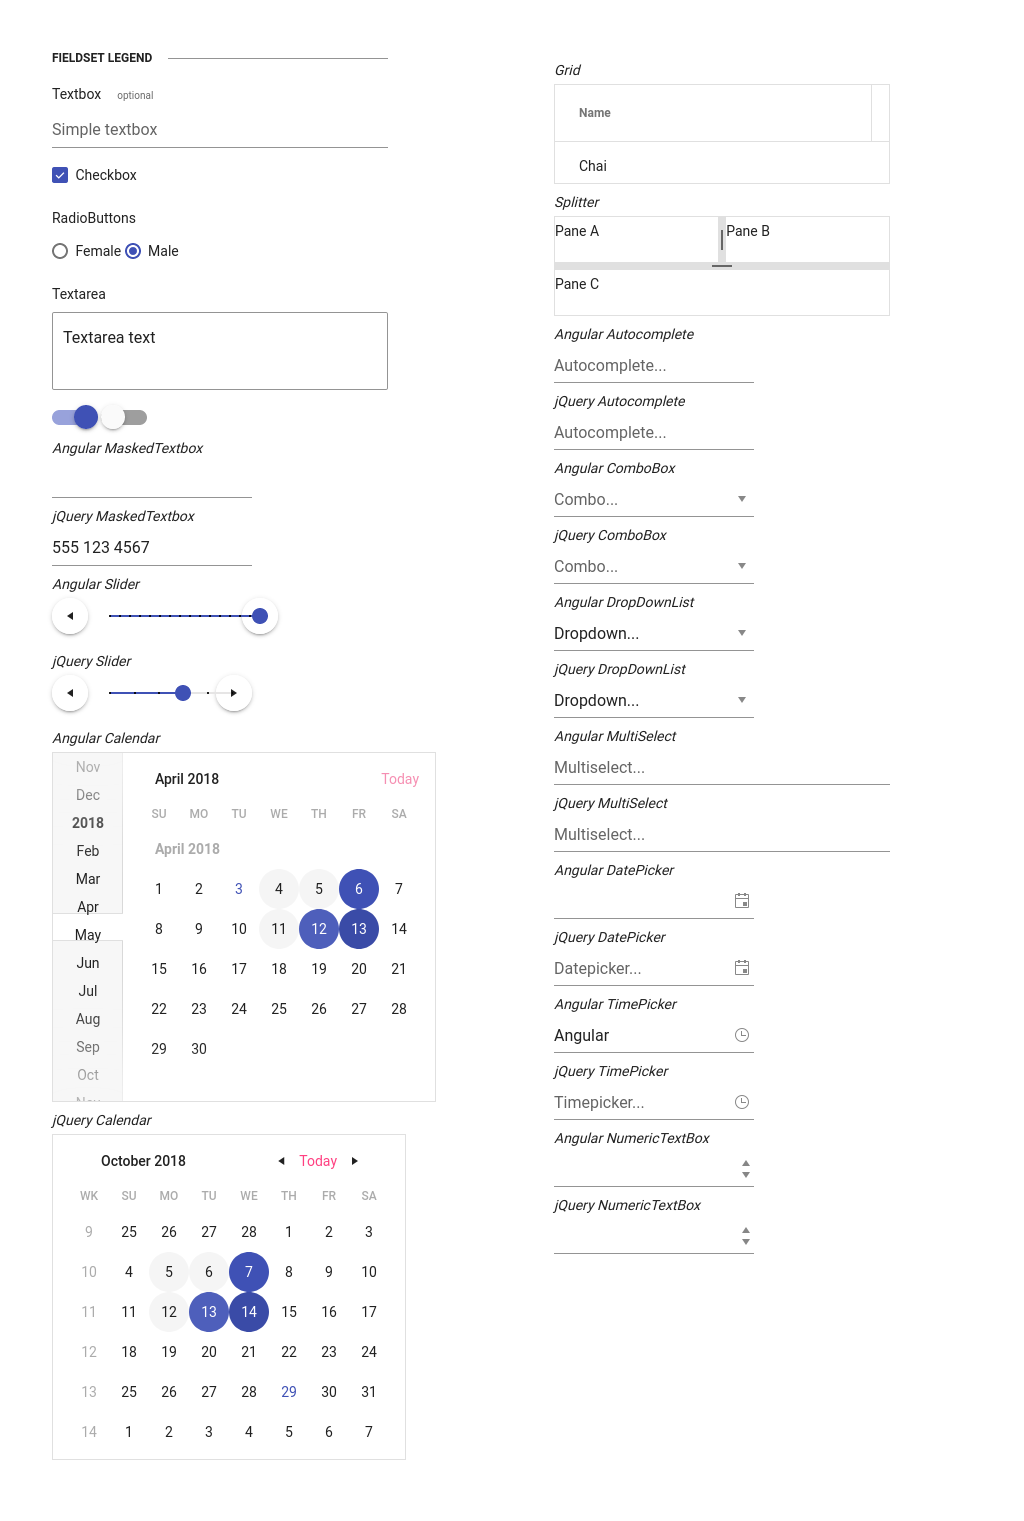 FIELDSET LEGEND
Textbox optional
Simple textbox
Checkbox
RadioButtons
Female Male
Textarea
Textarea text
Angular MaskedTextbox
jQuery MaskedTextbox
555 123 4567
Angular Slider
jQuery Slider
Angular Calendar
Nov
Dec
2018
Feb
Mar
Apr
May
Jun
Jul
Aug
Sep
Oct
Nov
April 2018 Today
SU MO TU WE TH FR SA
April 2018
1 2 3 4 5 6 7
8 9 10 11 12 13 14
15 16 17 18 19 20 21
22 23 24 25 26 27 28
29 30
jQuery Calendar
October 2018 Today
WK SU MO TU WE TH FR SA
9 25 26 27 28 1 2 3
10 4 5 6 7 8 9 10
11 11 12 13 14 15 16 17
12 18 19 20 21 22 23 24
13 25 26 27 28 29 30 31
14 1 2 3 4 5 6 7
Grid
Name
Chai
Splitter
Pane A Pane B
Pane C
Angular Autocomplete
Autocomplete...
jQuery Autocomplete
Autocomplete...
Angular ComboBox
Combo...
jQuery ComboBox
Combo...
Angular DropDownList
Dropdown...
jQuery DropDownList
Dropdown...
Angular MultiSelect
Multiselect...
jQuery MultiSelect
Multiselect...
Angular DatePicker
jQuery DatePicker
Datepicker...
Angular TimePicker
Angular
jQuery TimePicker
Timepicker...
Angular NumericTextBox
jQuery NumericTextBox